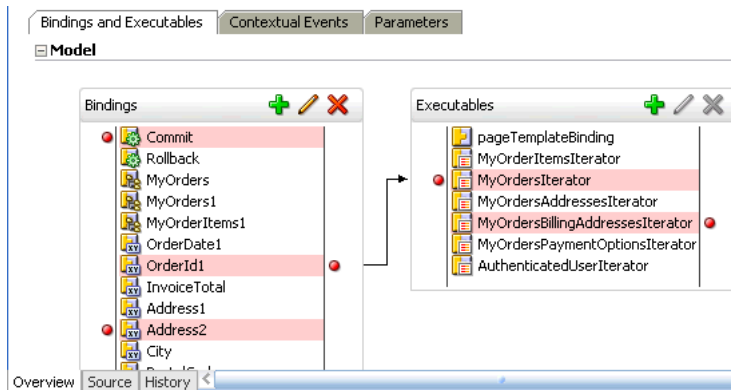 Bindings and Executables Contextual Events Parameters
Model
Bindings
Commit
Rollback
MyOrders
MyOrders1
MyOrderItems1
OrderDate1
OrderId1
InvoiceTotal
Address1
Address2
City
Executables
pageTemplateBinding
MyOrderItemsIterator
MyOrdersIterator
MyOrdersAddressesIterator
MyOrdersBillingAddressesIterator
MyOrdersPaymentOptionsIterator
AuthenticatedUserIterator
Overview Source History